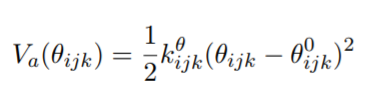 V_a(θ_{ijk}) = \frac{1}{2} k^θ_{ijk} (θ_{ijk} − θ^0_{ijk})^2